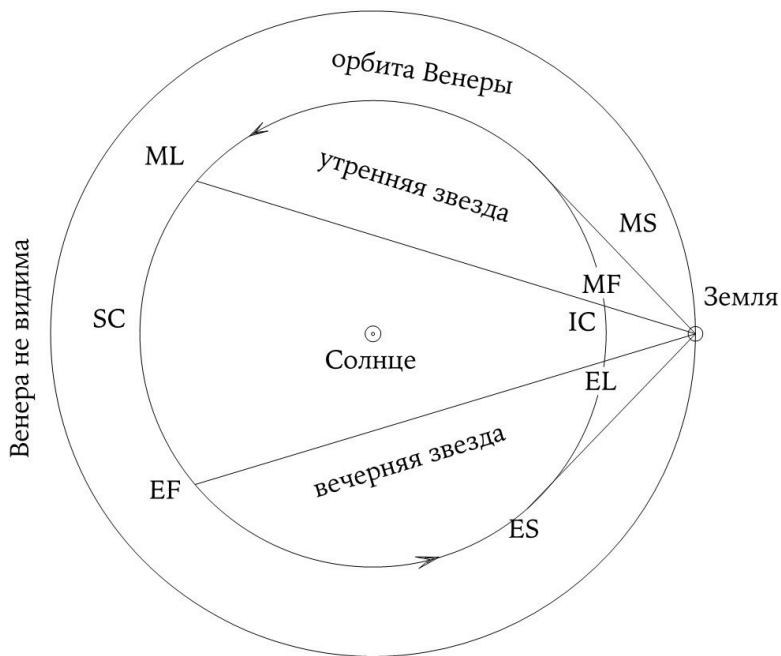 орбита Венеры
ML
утренняя звезда
MS
MF
Земля
SC
IC
Солнце
Венера не видима
EL
EF
вечерняя звезда
ES